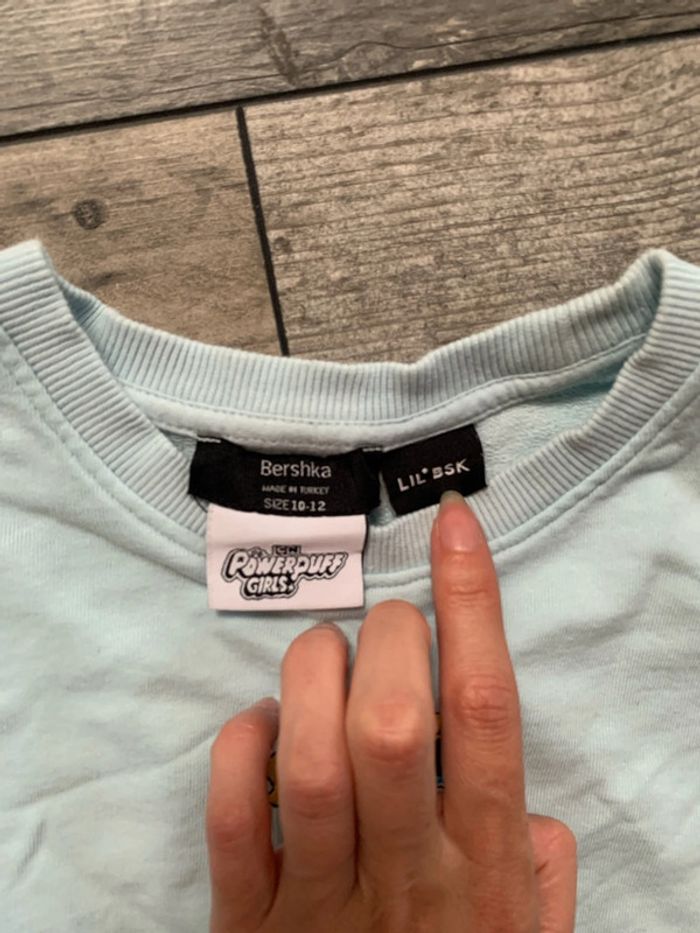 Bershka
MADE IN TURKEY
SIZE 10-12
LIL' BSK
CN
POWERPUFF
GIRLS